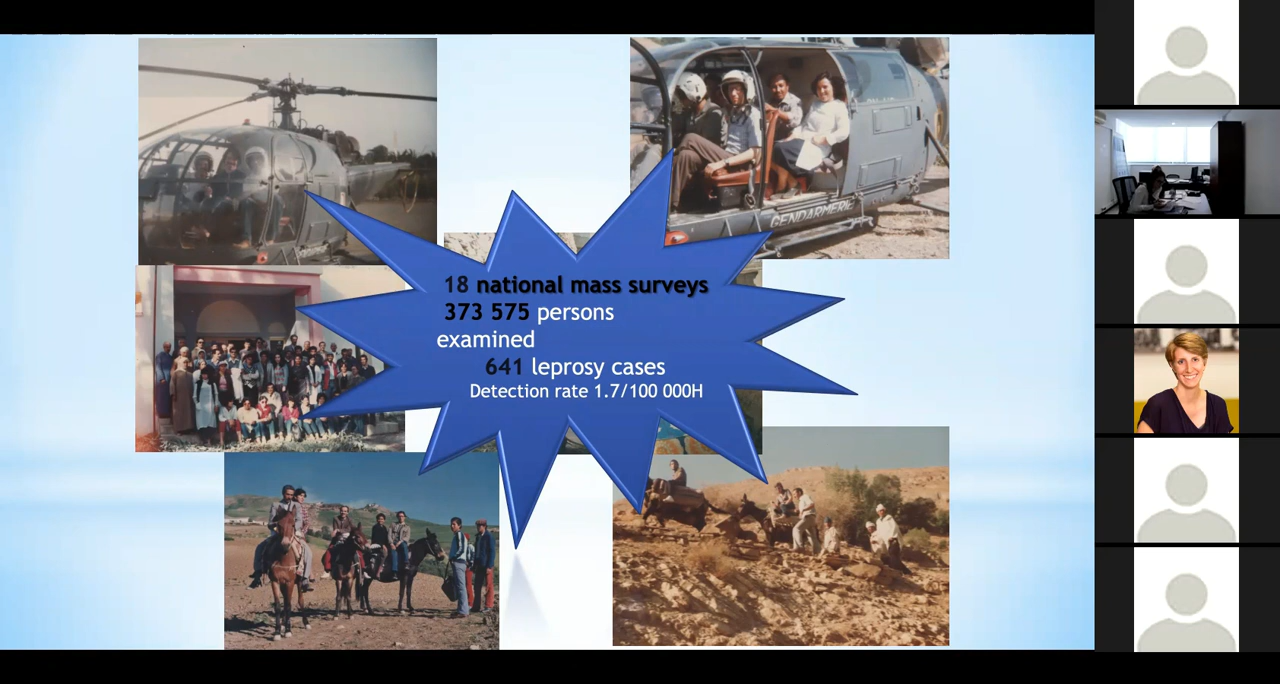 GENDARMERIE
18 national mass surveys
373 575 persons
examined
641 leprosy cases
Detection rate 1.7/100 000H